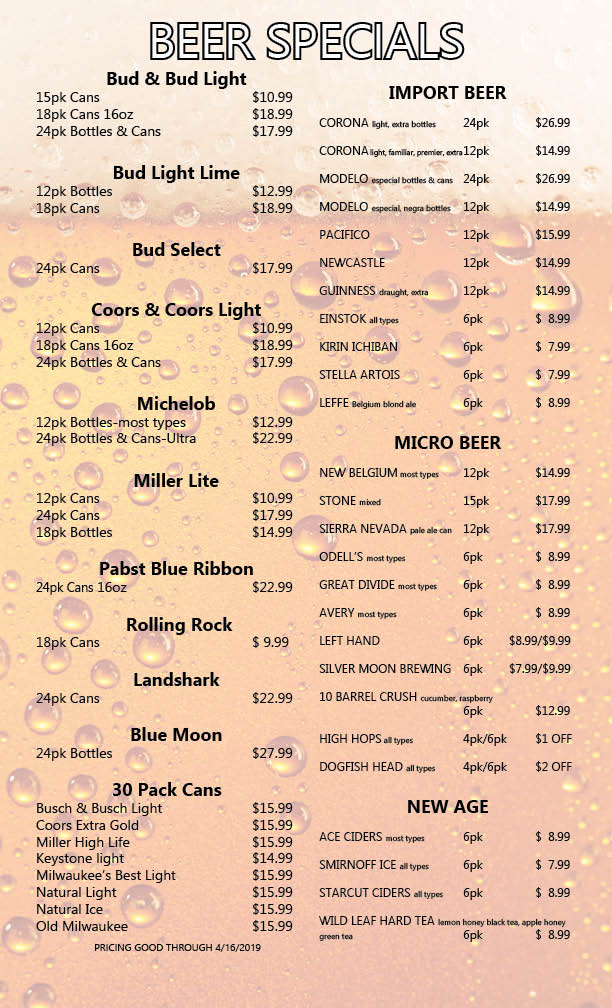 BEER SPECIALS
Bud & Bud Light
15pk Cans $10.99
18pk Cans 16oz $18.99
24pk Bottles & Cans $17.99
Bud Light Lime
12pk Bottles $12.99
18pk Cans $18.99
Bud Select
24pk Cans $17.99
Coors & Coors Light
12pk Cans $10.99
18pk Cans 16oz $18.99
24pk Bottles & Cans $17.99
Michelob
12pk Bottles-most types $12.99
24pk Bottles & Cans-Ultra $22.99
Miller Lite
12pk Cans $10.99
24pk Cans $17.99
18pk Bottles $14.99
Pabst Blue Ribbon
24pk Cans 16oz $22.99
Rolling Rock
18pk Cans $ 9.99
Landshark
24pk Cans $22.99
Blue Moon
24pk Bottles $27.99
30 Pack Cans
Busch & Busch Light $15.99
Coors Extra Gold $15.99
Miller High Life $15.99
Keystone light $14.99
Milwaukee's Best Light $15.99
Natural Light $15.99
Natural Ice $15.99
Old Milwaukee $15.99
PRICING GOOD THROUGH 4/16/2019
IMPORT BEER
CORONA light, extra bottles 24pk $26.99
CORONA light, familiar, premier, extra 12pk $14.99
MODELO especial bottles & cans 24pk $26.99
MODELO especial, negra bottles 12pk $14.99
PACIFICO 12pk $15.99
NEWCASTLE 12pk $14.99
GUINNESS draught, extra 12pk $14.99
EINSTOK all types 6pk $ 8.99
KIRIN ICHIBAN 6pk $ 7.99
STELLA ARTOIS 6pk $ 7.99
LEFFE Belgium blond ale 6pk $ 8.99
MICRO BEER
NEW BELGIUM most types 12pk $14.99
STONE mixed 15pk $17.99
SIERRA NEVADA pale ale can 12pk $17.99
ODELL'S most types 6pk $ 8.99
GREAT DIVIDE most types 6pk $ 8.99
AVERY most types 6pk $ 8.99
LEFT HAND 6pk $8.99/$9.99
SILVER MOON BREWING 6pk $7.99/$9.99
10 BARREL CRUSH cucumber, raspberry
6pk $12.99
HIGH HOPS all types 4pk/6pk $1 OFF
DOGFISH HEAD all types 4pk/6pk $2 OFF
NEW AGE
ACE CIDERS most types 6pk $ 8.99
SMIRNOFF ICE all types 6pk $ 7.99
STARCUT CIDERS all types 6pk $ 8.99
WILD LEAF HARD TEA lemon honey black tea, apple honey
green tea 6pk $ 8.99